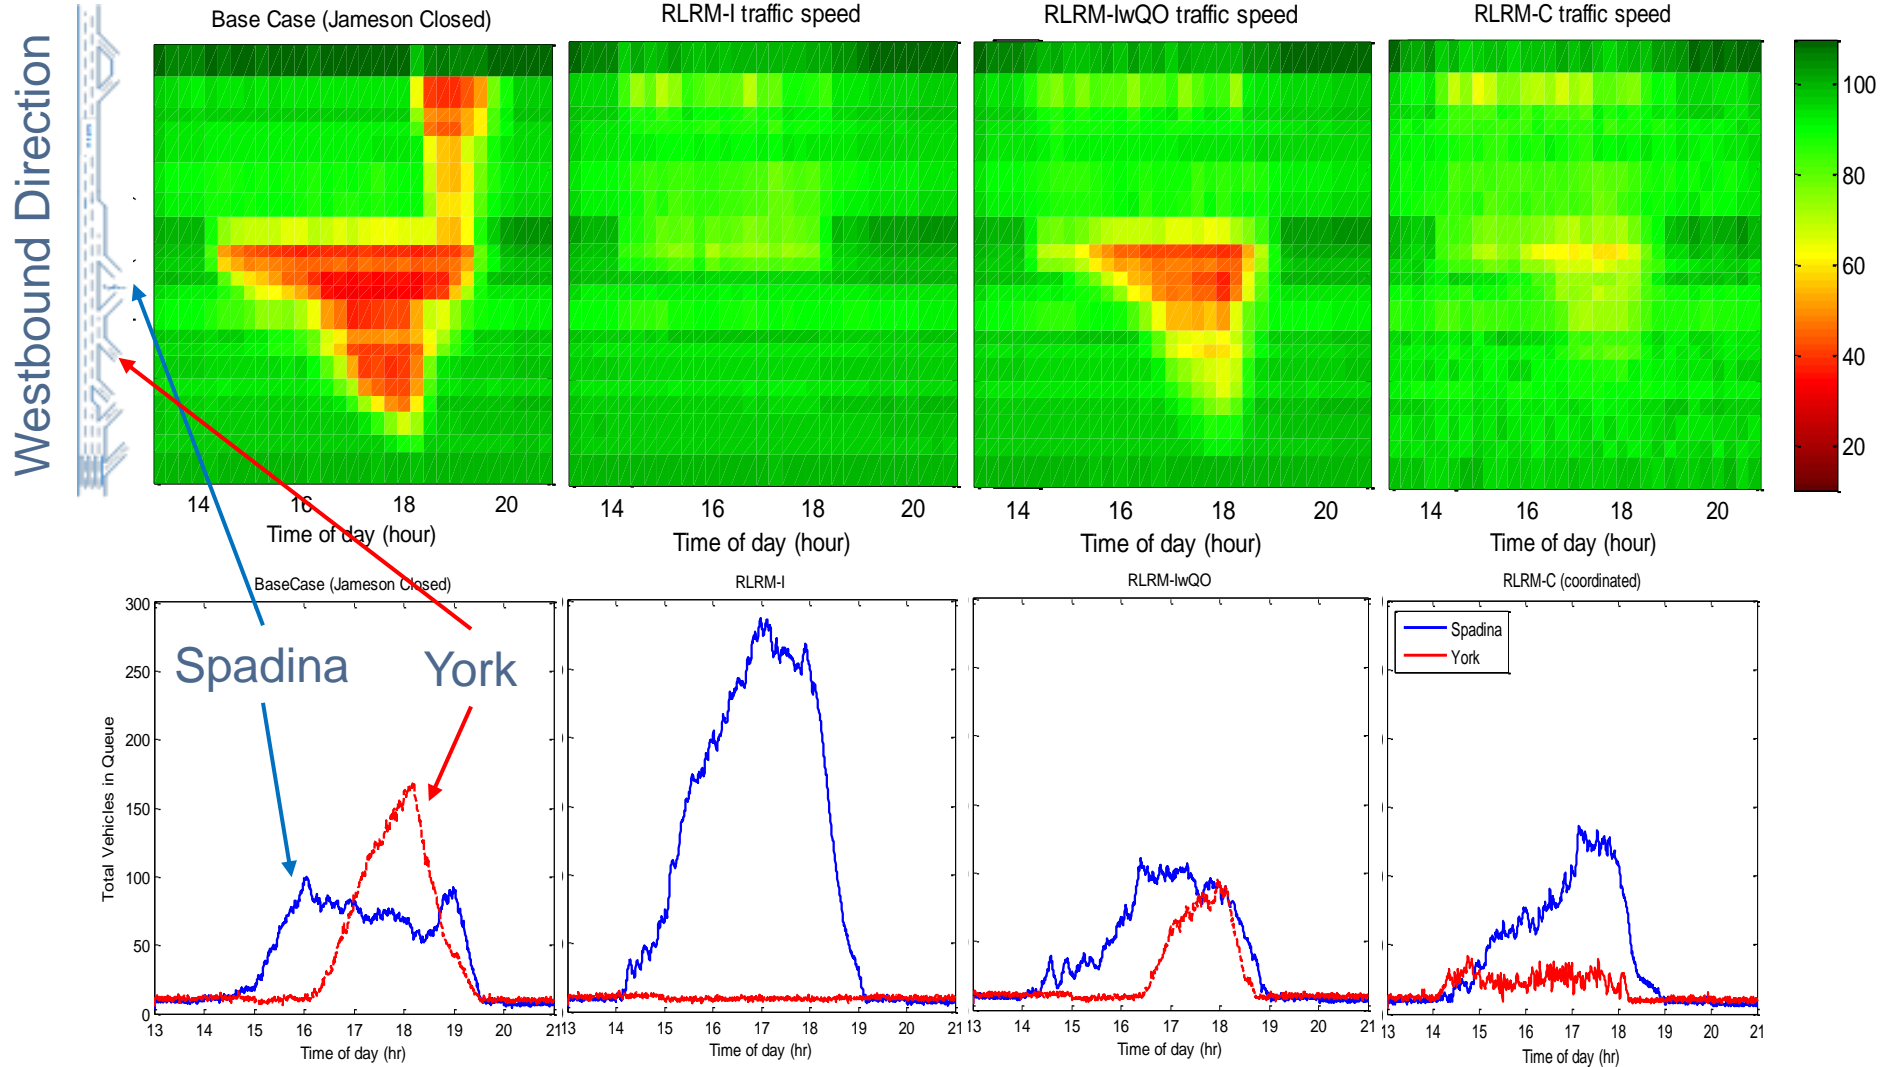 Westbound Direction
Base Case (Jameson Closed)
RLRM-I traffic speed
RLRM-IwQO traffic speed
RLRM-C traffic speed
100
80
60
40
20
14 16 18 20
Time of day (hour)
14 16 18 20
Time of day (hour)
14 16 18 20
Time of day (hour)
14 16 18 20
Time of day (hour)
BaseCase (Jameson Closed)
Spadina
York
Total Vehicles in Queue
300
250
200
150
100
50
0
13 14 15 16 17 18 19 20 21
Time of day (hr)
RLRM-I
13 14 15 16 17 18 19 20 21
Time of day (hr)
RLRM-IwQO
13 14 15 16 17 18 19 20 21
Time of day (hr)
RLRM-C (coordinated)
Spadina
York
13 14 15 16 17 18 19 20 21
Time of day (hr)